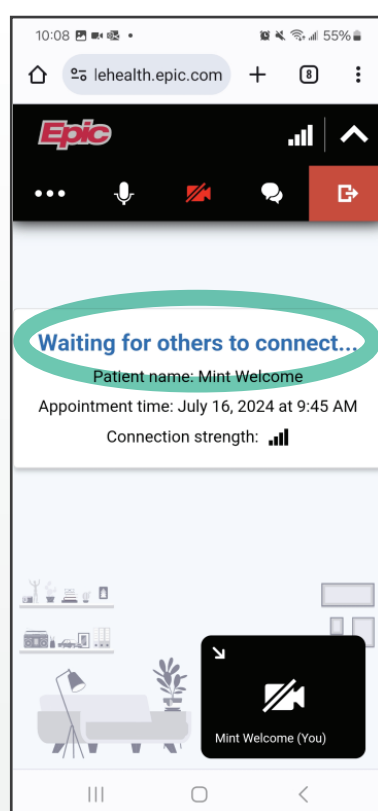 10:08
55%
lehealth.epic.com
8
Epic
Waiting for others to connect...
Patient name: Mint Welcome
Appointment time: July 16, 2024 at 9:45 AM
Connection strength:
Mint Welcome (You)